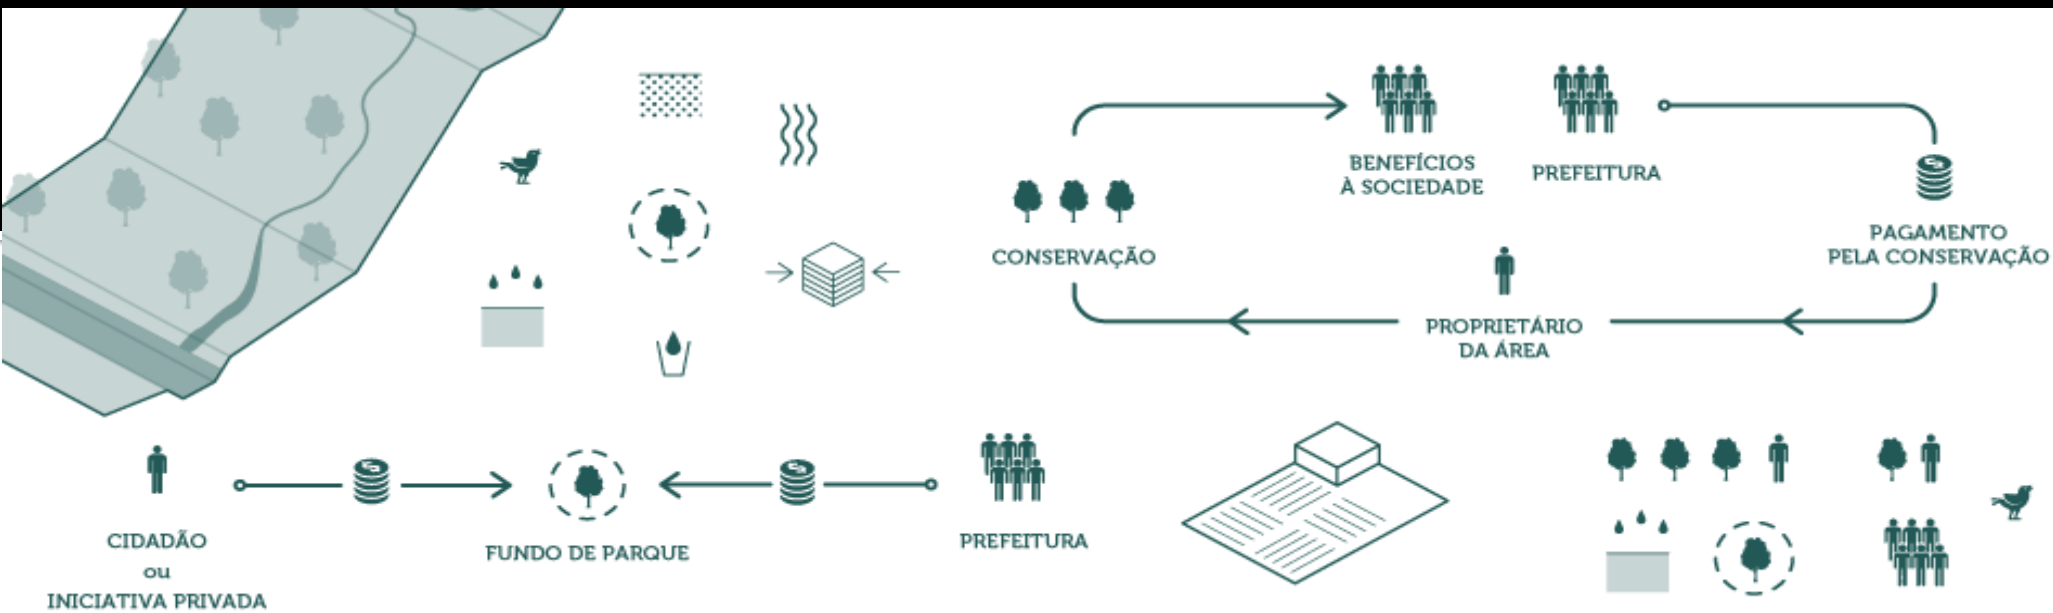 BENEFÍCIOS
À SOCIEDADE
PREFEITURA
CONSERVAÇÃO
PAGAMENTO
PELA CONSERVAÇÃO
PROPRIETÁRIO
DA ÁREA
CIDADÃO
ou
INICIATIVA PRIVADA
FUNDO DE PARQUE
PREFEITURA